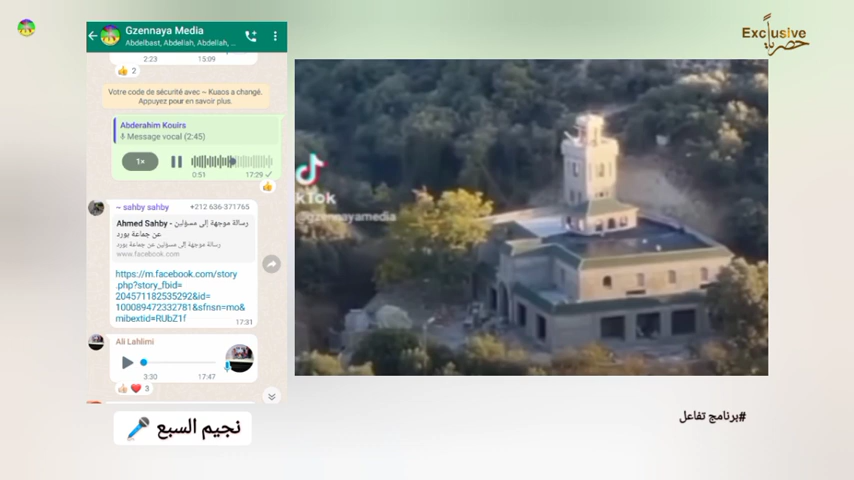 Gzennaya Media
Abdelbast, Abdellah, Abdellah, ...
2:23
15:09
2
Votre code de sécurité avec ~ Kuaos a changé.
Appuyez pour en savoir plus.
Abderahim Kouirs
Message vocal (2:45)
1×
0:51
17:29
~ sahby sahby
+212 636-371765
Ahmed Sahby - رسالة موجهة إلى مسؤلين
عن جماعة بورد
رسالة موجهة إلى مسؤلين عن جماعة بورد
www.facebook.com
https://m.facebook.com/story
.php?story_fbid=
204571182535292&id=
100089472332781&sfnsn=mo&
mibextid=RUbZ1f
17:31
Ali Lahlimi
3:30
17:47
3
نجيم السبع
Exclusive
حصريا
kTok
@gzennayamedia
#برنامج تفاعل